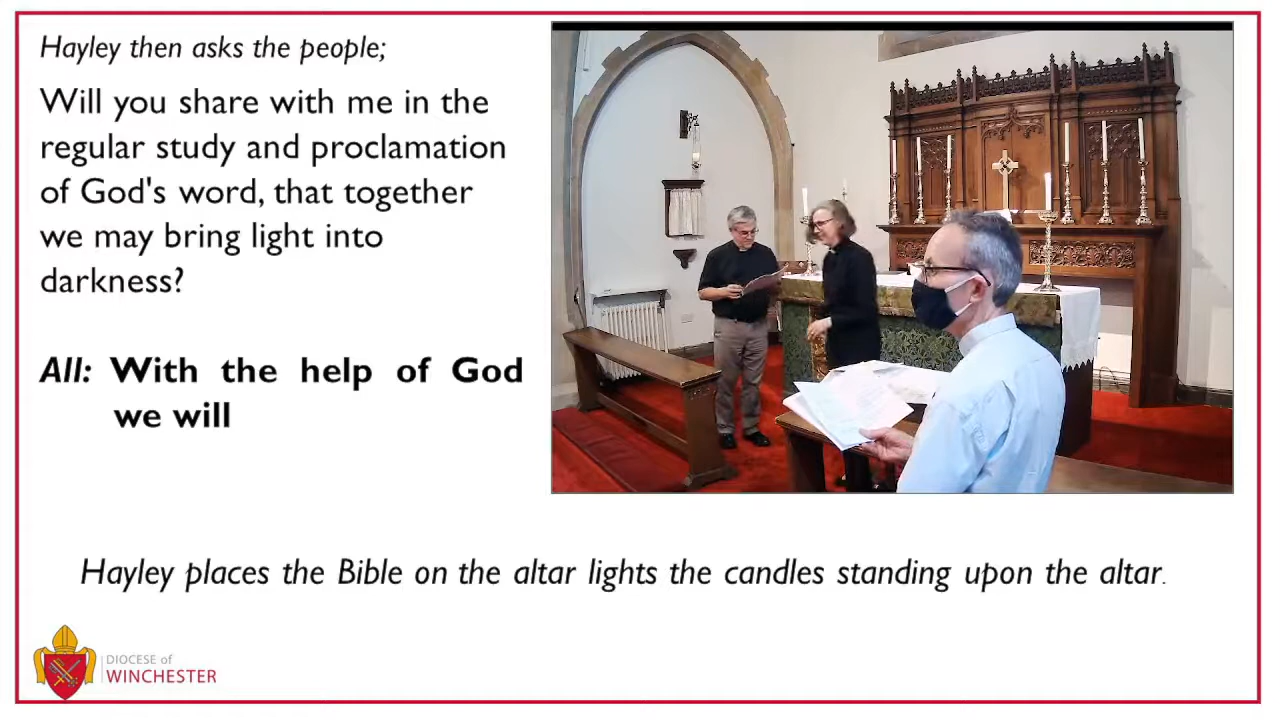 Hayley then asks the people;
Will you share with me in the
regular study and proclamation
of God's word, that together
we may bring light into
darkness?
All: With the help of God
we will
Hayley places the Bible on the altar lights the candles standing upon the altar.
DIOCESE of
WINCHESTER